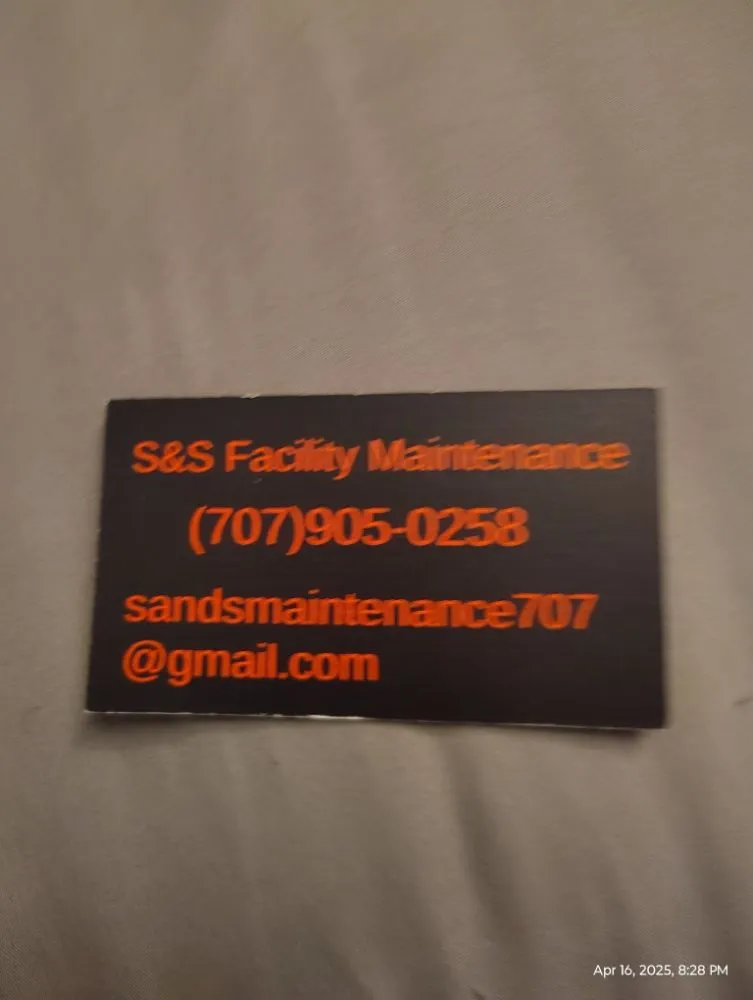 S&S Facility Maintenance
(707)905-0258
sandsmaintenance707
@gmail.com
Apr 16, 2025, 8:28 PM